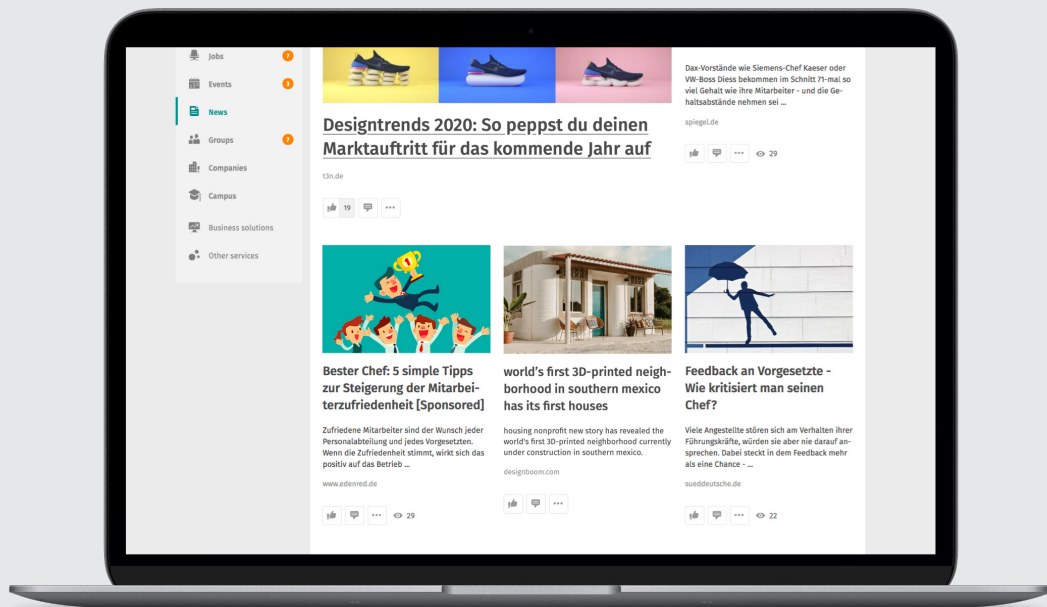 Jobs
7
Events
3
News
Groups
7
Companies
Campus
Business solutions
Other services
Designtrends 2020: So peppst du deinen
Marktauftritt für das kommende Jahr auf
t3n.de
19
Dax-Vorstände wie Siemens-Chef Kaeser oder
VW-Boss Diess bekommen im Schnitt 71-mal so
viel Gehalt wie ihre Mitarbeiter - und die Ge-
haltsabstände nehmen sei ...
spiegel.de
29
Bester Chef: 5 simple Tipps
zur Steigerung der Mitarbei-
terzufriedenheit [Sponsored]
Zufriedene Mitarbeiter sind der Wunsch jeder
Personalabteilung und jedes Vorgesetzten.
Wenn die Zufriedenheit stimmt, wirkt sich das
positiv auf das Betrieb ...
www.edenred.de
29
world's first 3D-printed neigh-
borhood in southern mexico
has its first houses
housing nonprofit new story has revealed the
world's first 3D-printed neighborhood currently
under construction in southern mexico.
designboom.com
Feedback an Vorgesetzte -
Wie kritisiert man seinen
Chef?
Viele Angestellte stören sich am Verhalten ihrer
Führungskräfte, würden sie aber nie darauf an-
sprechen. Dabei steckt in dem Feedback mehr
als eine Chance - ...
sueddeutsche.de
22